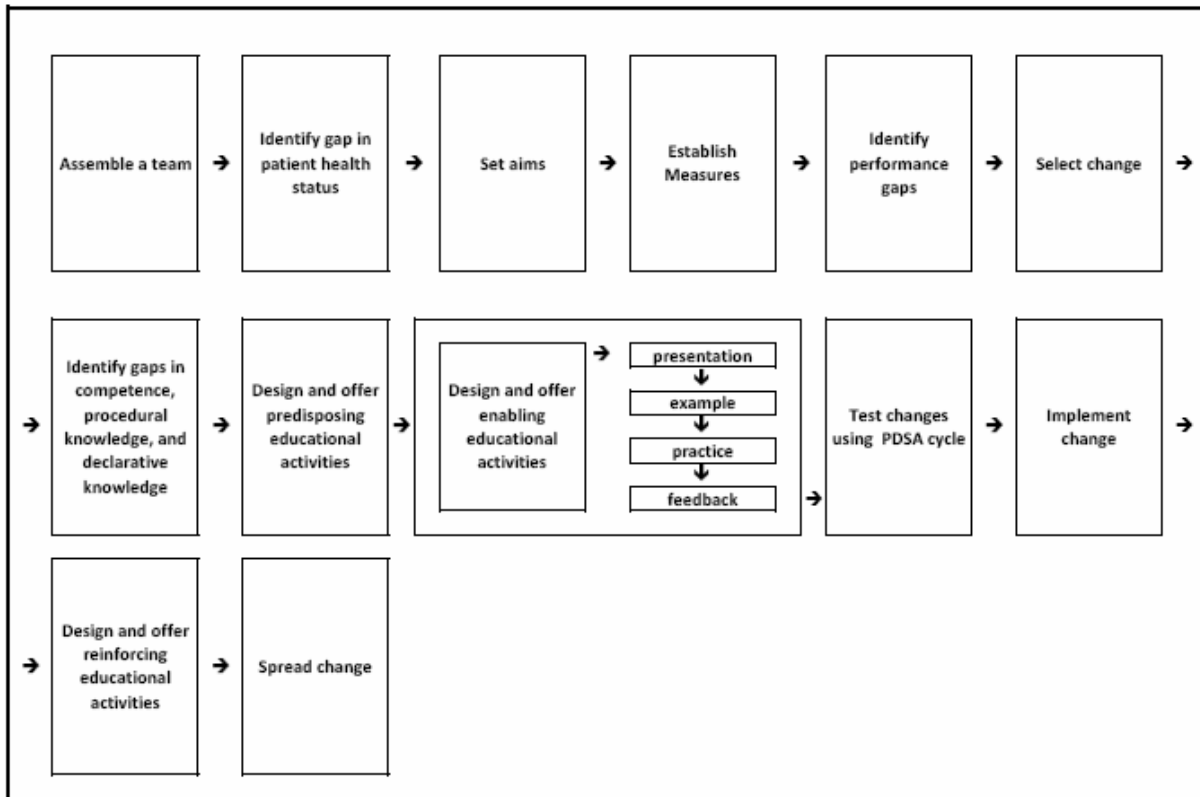 Assemble a team
Identify gap in
patient health
status
Set aims
Establish
Measures
Identify
performance
gaps
Select change
Identify gaps in
competence,
procedural
knowledge, and
declarative
knowledge
Design and offer
predisposing
educational
activities
Design and offer
enabling
educational
activities
presentation
example
practice
feedback
Test changes
using PDSA cycle
Implement
change
Design and offer
reinforcing
educational
activities
Spread change